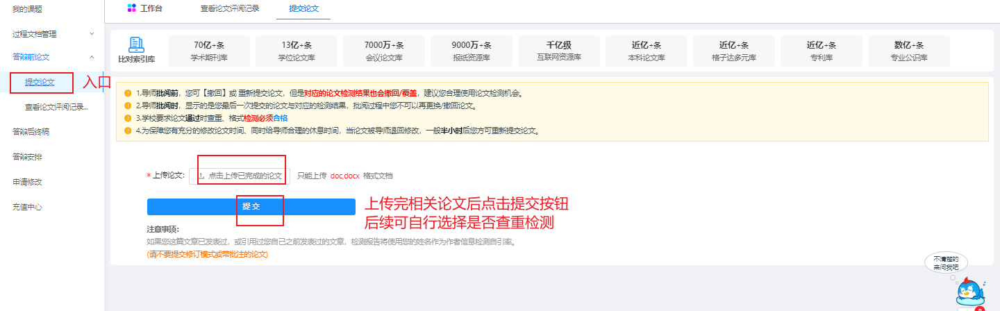 我的课题
过程文档管理
答辩前论文
提交论文
入口
查看论文评阅记录...
答辩后终稿
答辩安排
申请修改
充值中心
工作台
查看论文评阅记录
提交论文
比对索引库
70亿+条
学术期刊库
13亿+条
学位论文库
7000万+条
会议论文库
9000万+条
报纸资源库
千亿级
互联网资源库
近亿+条
本科论文库
近亿+条
格子达多元库
近亿+条
专利库
数亿+条
专业公识库
1.导师批阅前，您可【撤回】或 重新提交论文，但是对应的论文检测结果也会撤回/覆盖，建议您合理使用论文检测机会。
2.导师批阅时，显示的是您最后一次提交的论文与对应的检测结果，批阅过程中您不可以再更换/撤回论文。
3.学校要求论文通过时查重、格式检测必须合格
4.为保障您有充分的修改论文时间、同时给导师合理的休息时间，当论文被导师退回修改，一般半小时后您方可重新提交论文。
* 上传论文： 点击上传已完成的论文 只能上传 doc,docx 格式文档
提 交
上传完相关论文后点击提交按钮
后续可自行选择是否查重检测
注意事项：
如果您这篇文章已发表过，或引用过您自己之前发表过的文章，检测报告将使用您的姓名作为作者信息检测自引率。
(请不要提交修订模式或带批注的论文)
不清楚的
来问我吧